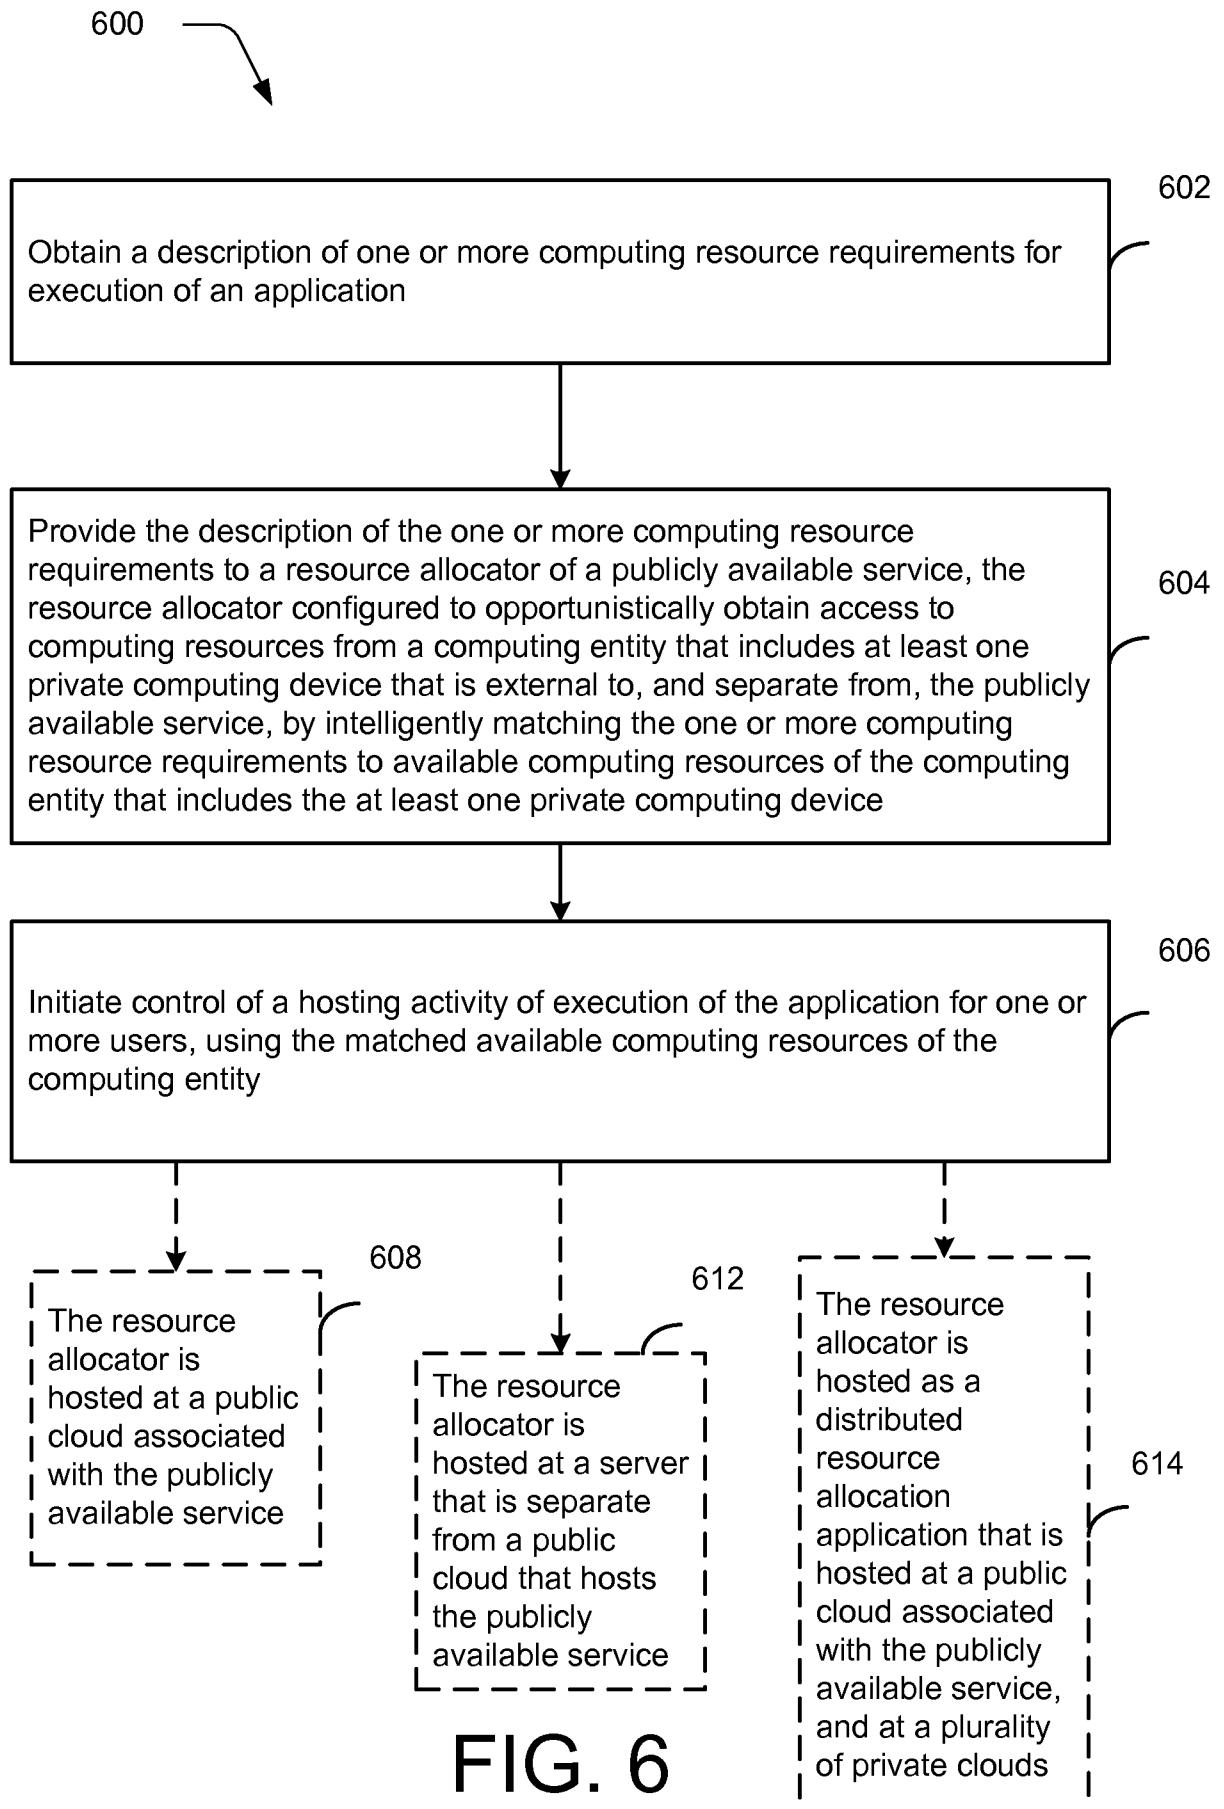 600
602
Obtain a description of one or more computing resource requirements for
execution of an application
Provide the description of the one or more computing resource
requirements to a resource allocator of a publicly available service, the
resource allocator configured to opportunistically obtain access to
computing resources from a computing entity that includes at least one
private computing device that is external to, and separate from, the publicly
available service, by intelligently matching the one or more computing
resource requirements to available computing resources of the computing
entity that includes the at least one private computing device
604
606
Initiate control of a hosting activity of execution of the application for one or
more users, using the matched available computing resources of the
computing entity
608
The resource
allocator is
hosted at a public
cloud associated
with the publicly
available service
612
The resource
allocator is
hosted at a server
that is separate
from a public
cloud that hosts
the publicly
available service
The resource
allocator is
hosted as a
distributed
resource
allocation
application that is
hosted at a public
cloud associated
with the publicly
available service,
and at a plurality
of private clouds
614
FIG. 6